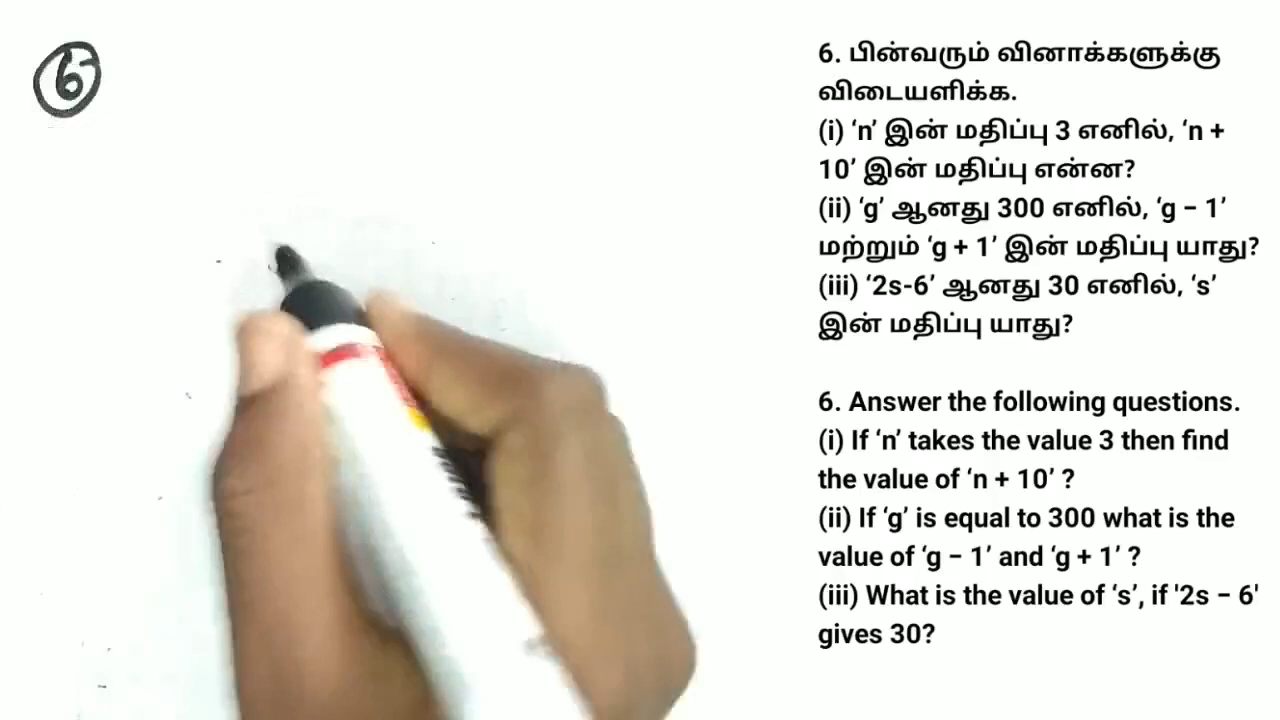 6
6. பின்வரும் வினாக்களுக்கு
விடையளிக்க.
(i) ‘n’ இன் மதிப்பு 3 எனில், ‘n +
10’ இன் மதிப்பு என்ன?
(ii) ‘g’ ஆனது 300 எனில், ‘g – 1’
மற்றும் ‘g + 1’ இன் மதிப்பு யாது?
(iii) ‘2s-6’ ஆனது 30 எனில், ‘s’
இன் மதிப்பு யாது?
6. Answer the following questions.
(i) If ‘n’ takes the value 3 then find
the value of ‘n + 10’ ?
(ii) If ‘g’ is equal to 300 what is the
value of ‘g – 1’ and ‘g + 1’ ?
(iii) What is the value of ‘s’, if '2s – 6'
gives 30?